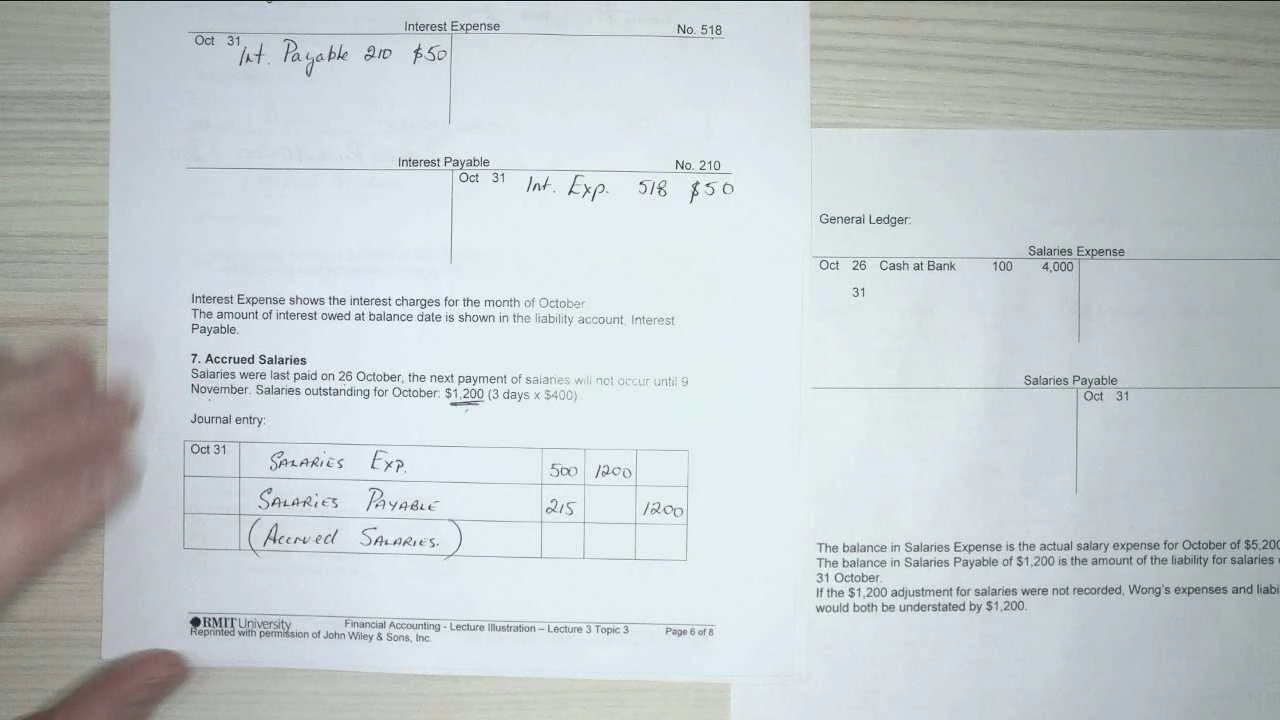 Interest Expense No. 518
Oct 31 Int. Payable 210 $50
Interest Payable No. 210
Oct 31 Int. Exp. 518 $50
Interest Expense shows the interest charges for the month of October
The amount of interest owed at balance date is shown in the liability account, Interest
Payable.
7. Accrued Salaries
Salaries were last paid on 26 October, the next payment of salaries will not occur until 9
November. Salaries outstanding for October: $1,200 (3 days x $400)
Journal entry:
Oct 31 SALARIES EXP. 500 1200
SALARIES PAYABLE 215 1200
(Accrued SALARIES.)
RMIT University Financial Accounting - Lecture Illustration – Lecture 3 Topic 3 Page 6 of 8
Reprinted with permission of John Wiley & Sons, Inc.
General Ledger:
Salaries Expense
Oct 26 Cash at Bank 100 4,000
31
Salaries Payable
Oct 31
The balance in Salaries Expense is the actual salary expense for October of $5,200
The balance in Salaries Payable of $1,200 is the amount of the liability for salaries
31 October.
If the $1,200 adjustment for salaries were not recorded, Wong's expenses and liabi
would both be understated by $1,200.